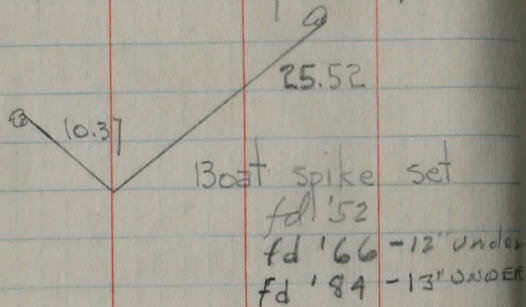 25.52
10.37
Boat spike set
fd '52
fd '66 - 12" under
fd '84 - 13" UNDER